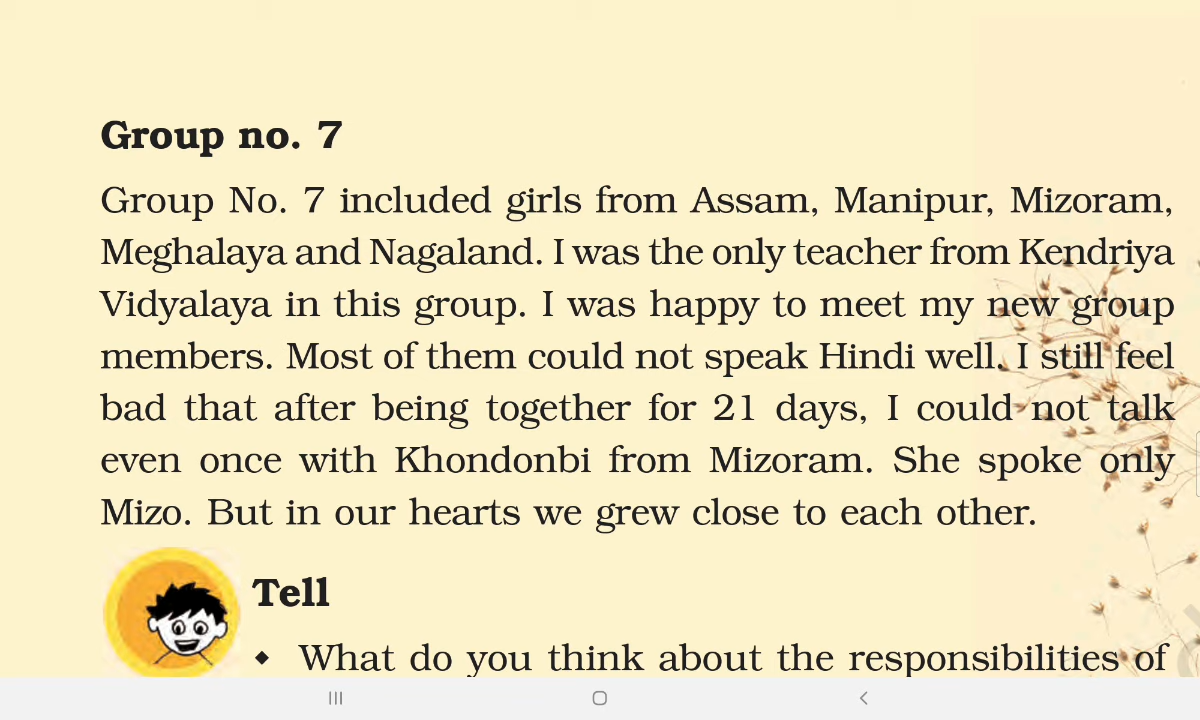 Group no. 7
Group No. 7 included girls from Assam, Manipur, Mizoram,
Meghalaya and Nagaland. I was the only teacher from Kendriya
Vidyalaya in this group. I was happy to meet my new group
members. Most of them could not speak Hindi well. I still feel
bad that after being together for 21 days, I could not talk
even once with Khondonbi from Mizoram. She spoke only
Mizo. But in our hearts we grew close to each other.
Tell
◆ What do you think about the responsibilities of